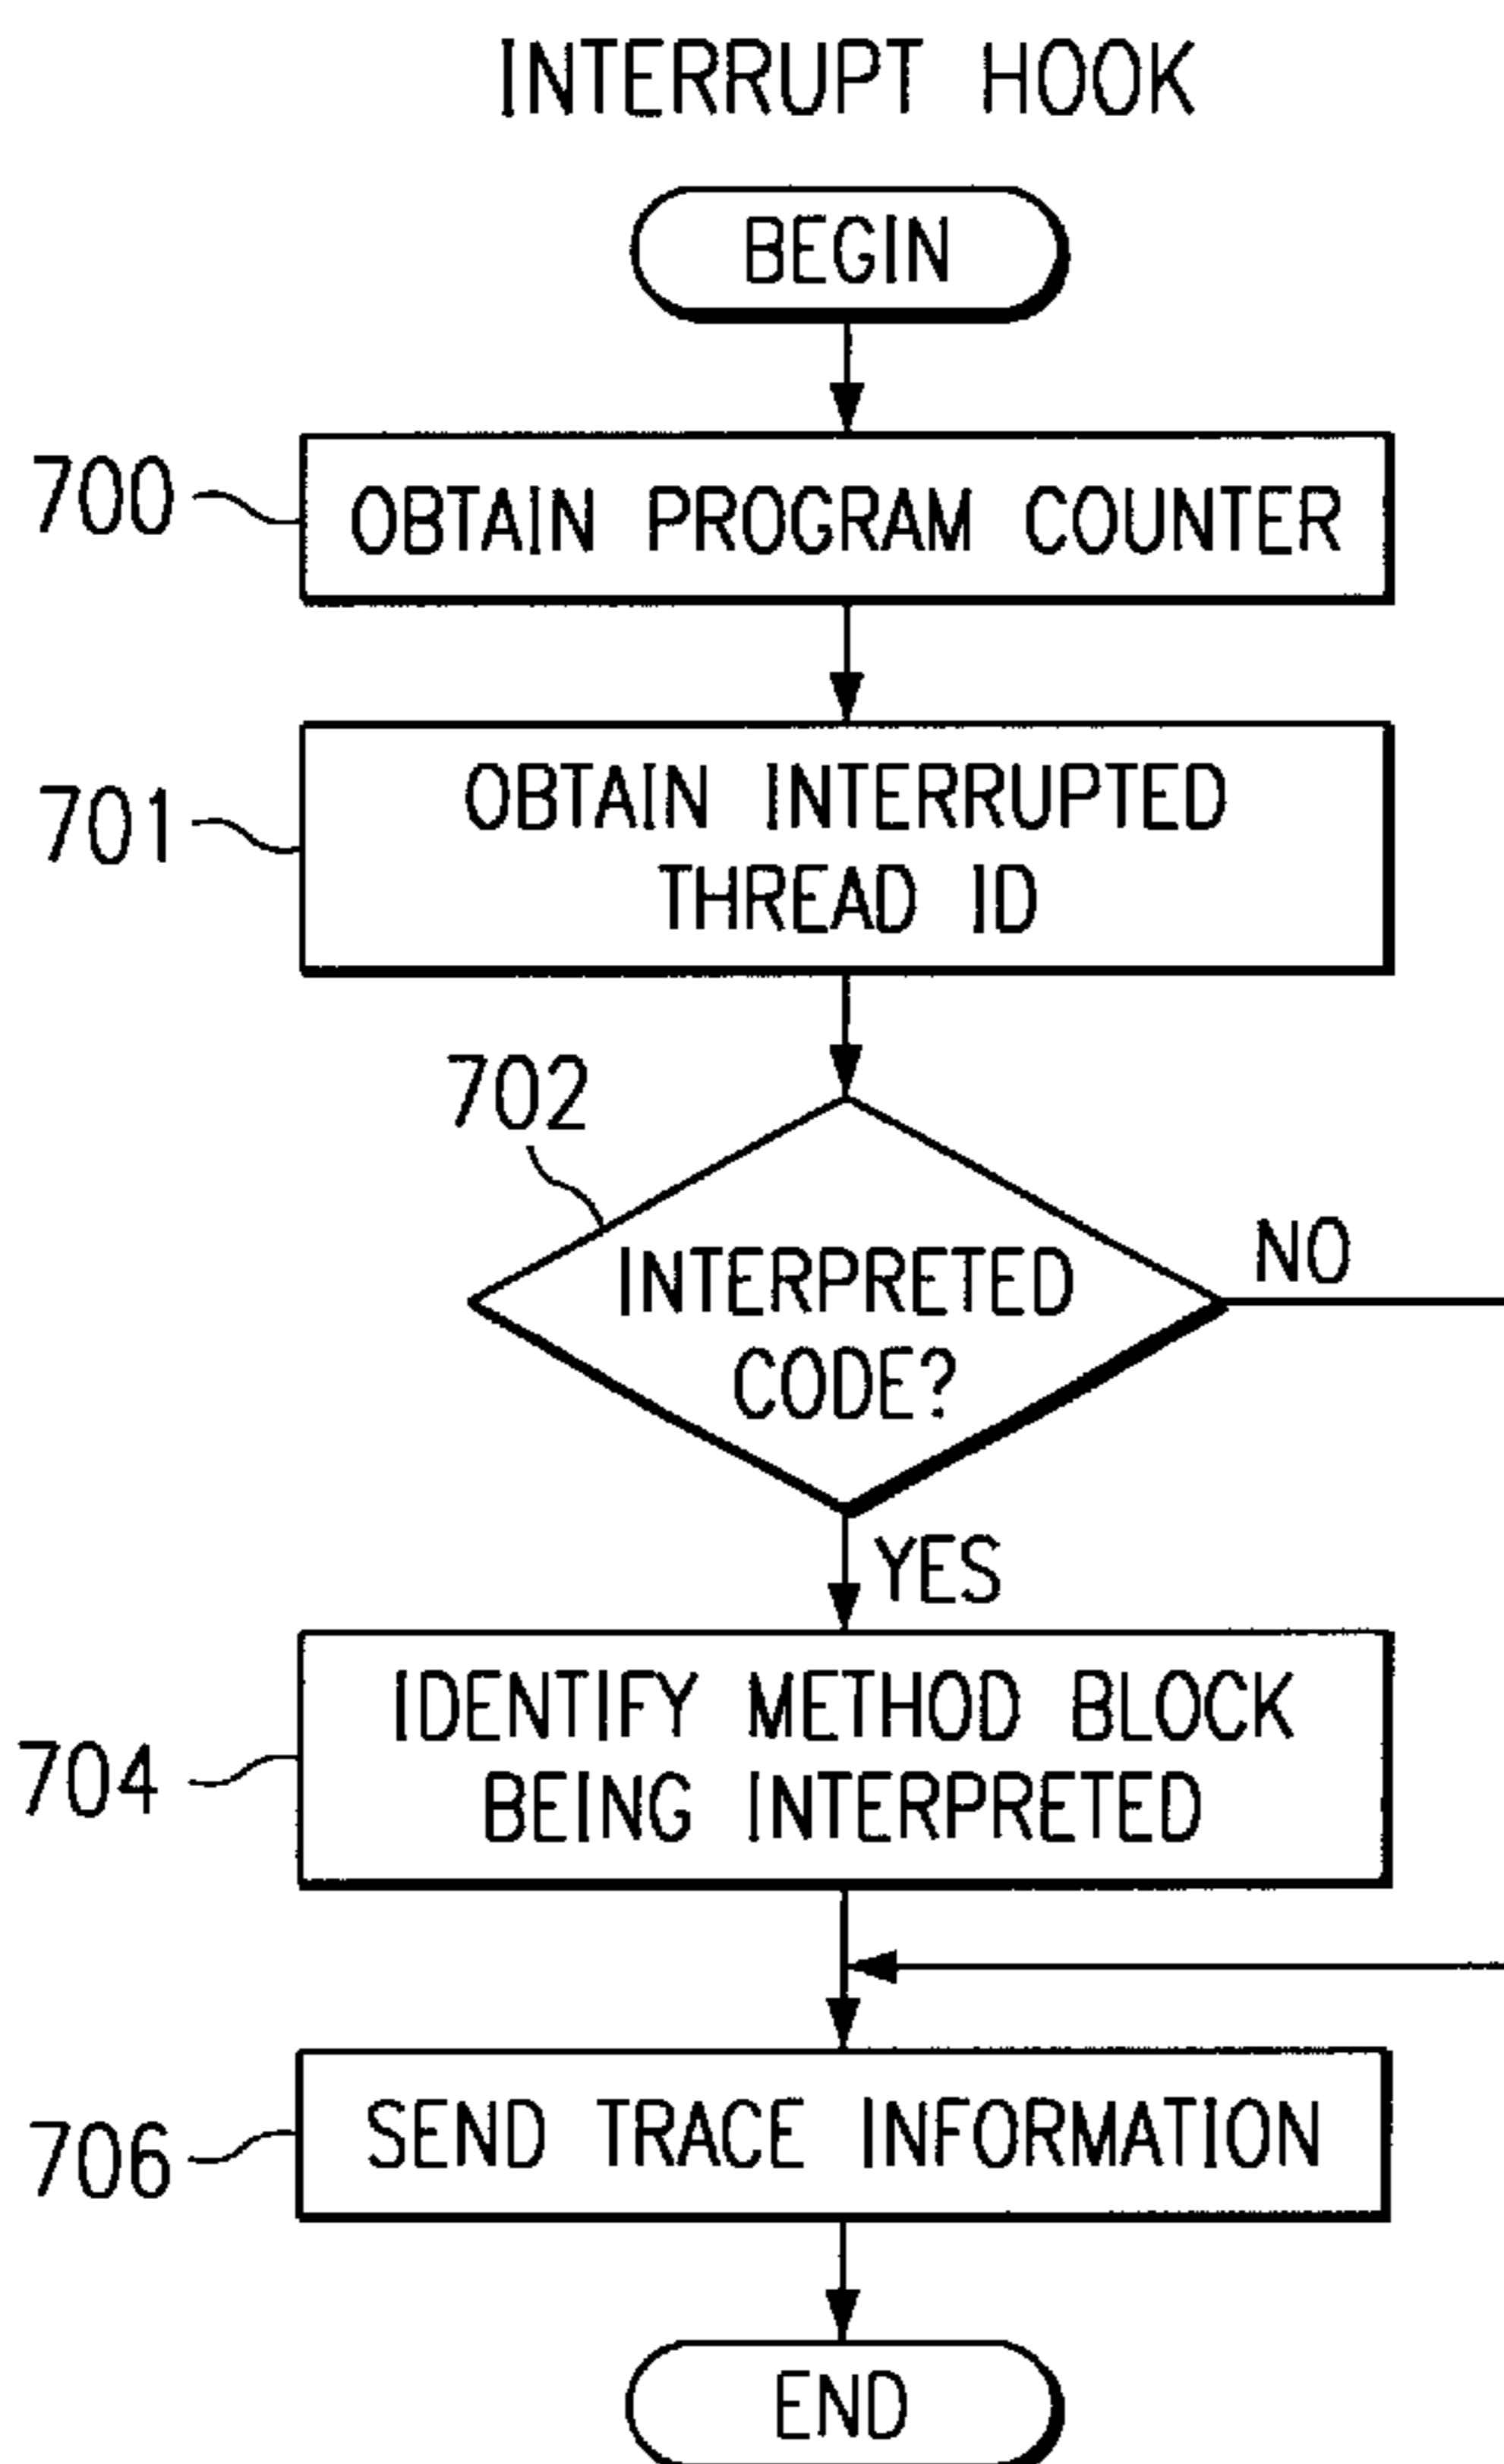 INTERRUPT HOOK
BEGIN
700
OBTAIN PROGRAM COUNTER
701
OBTAIN INTERRUPTED
THREAD ID
702
INTERPRETED
CODE?
NO
YES
704
IDENTIFY METHOD BLOCK
BEING INTERPRETED
706
SEND TRACE INFORMATION
END